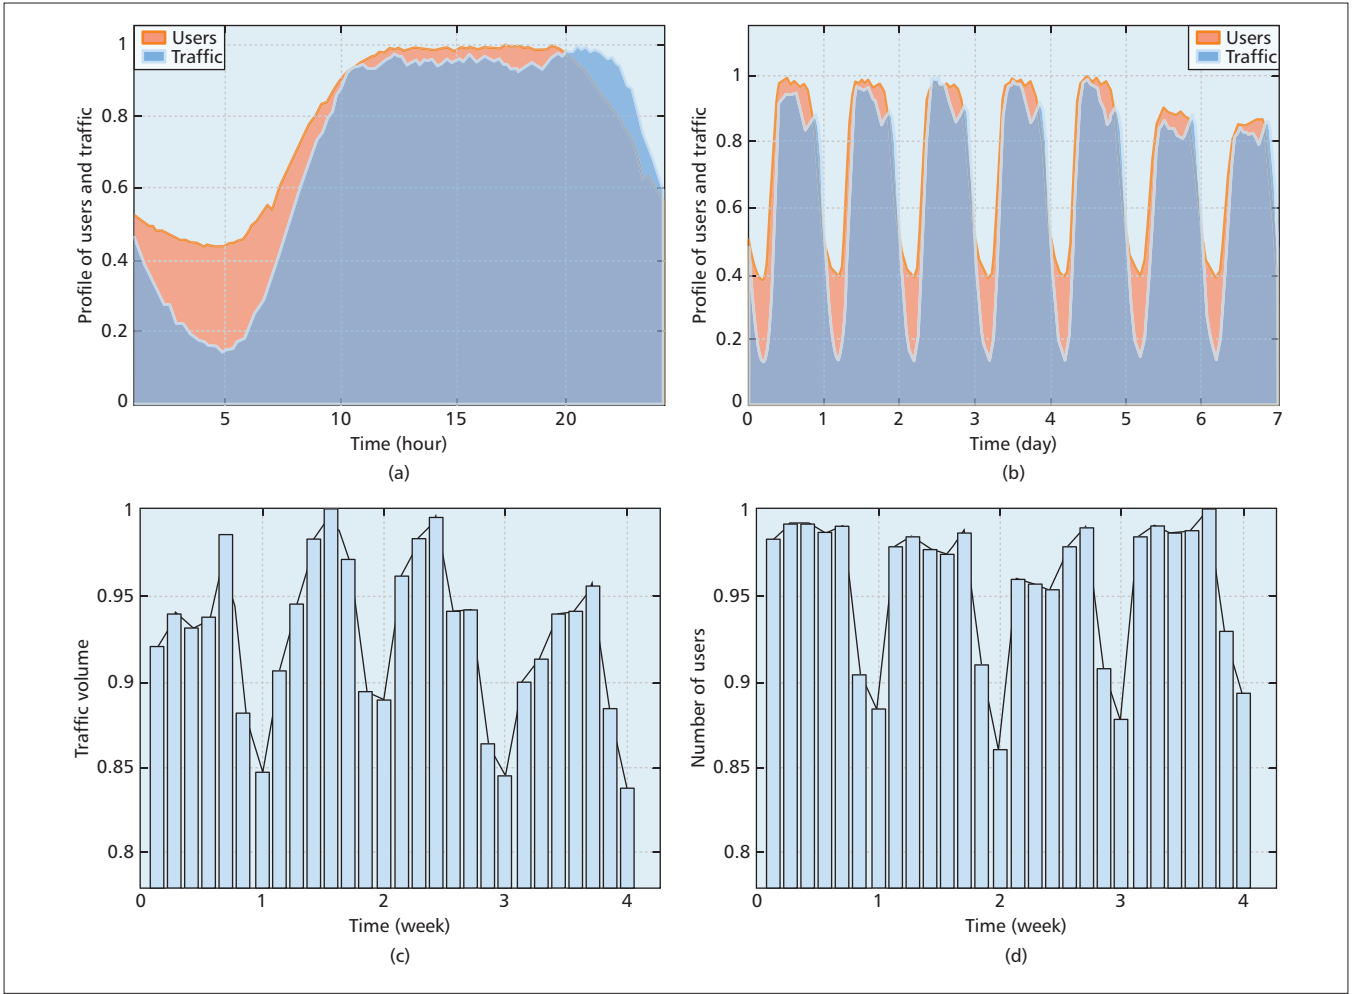 Users
Traffic
Profile of users and traffic
1
0.8
0.6
0.4
0.2
0
5 10 15 20
Time (hour)
(a)
Users
Traffic
Profile of users and traffic
1
0.8
0.6
0.4
0.2
0
0 1 2 3 4 5 6 7
Time (day)
(b)
Traffic volume
1
0.95
0.9
0.85
0.8
0 1 2 3 4
Time (week)
(c)
Number of users
1
0.95
0.9
0.85
0.8
0 1 2 3 4
Time (week)
(d)